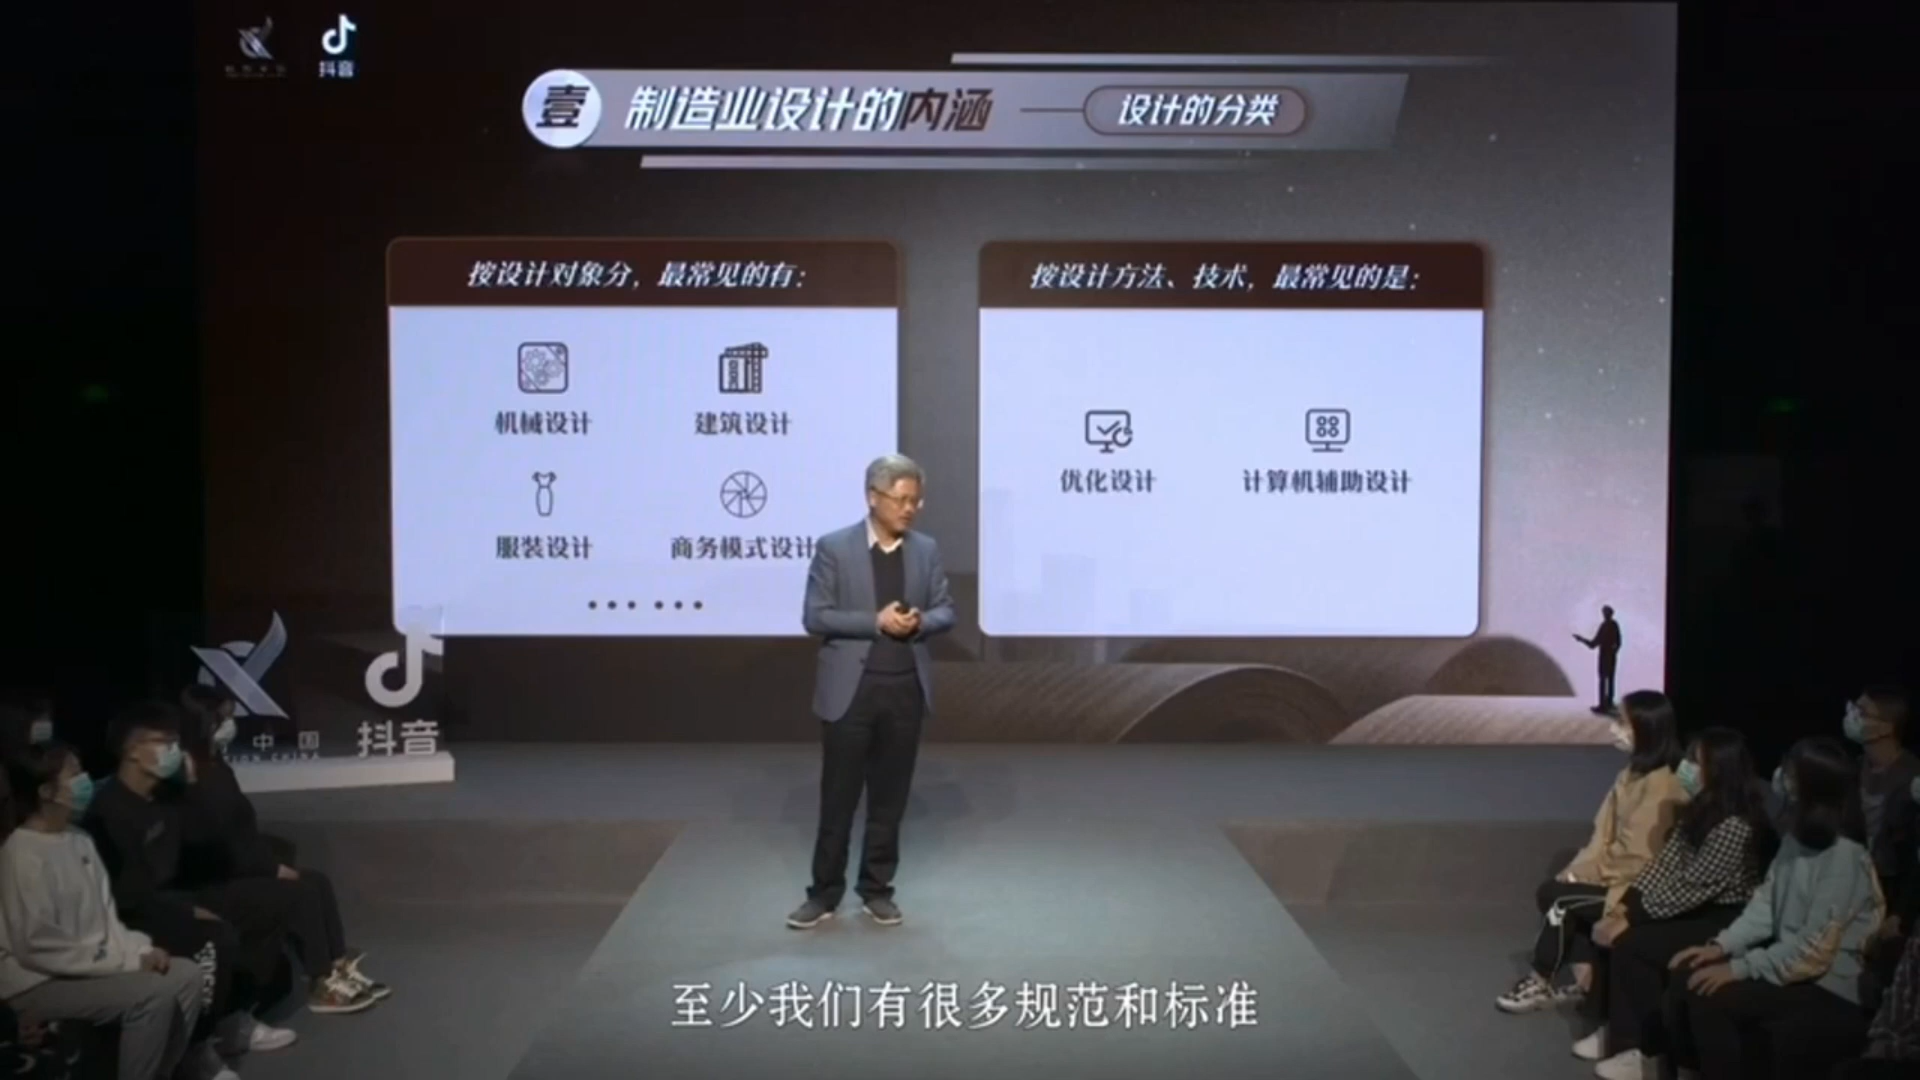 抖音
壹 制造业设计的内涵 设计的分类
按设计对象分，最常见的有：
机械设计 建筑设计
服装设计 商务模式设计
......
按设计方法、技术，最常见的是：
优化设计 计算机辅助设计
中国
抖音
至少我们有很多规范和标准